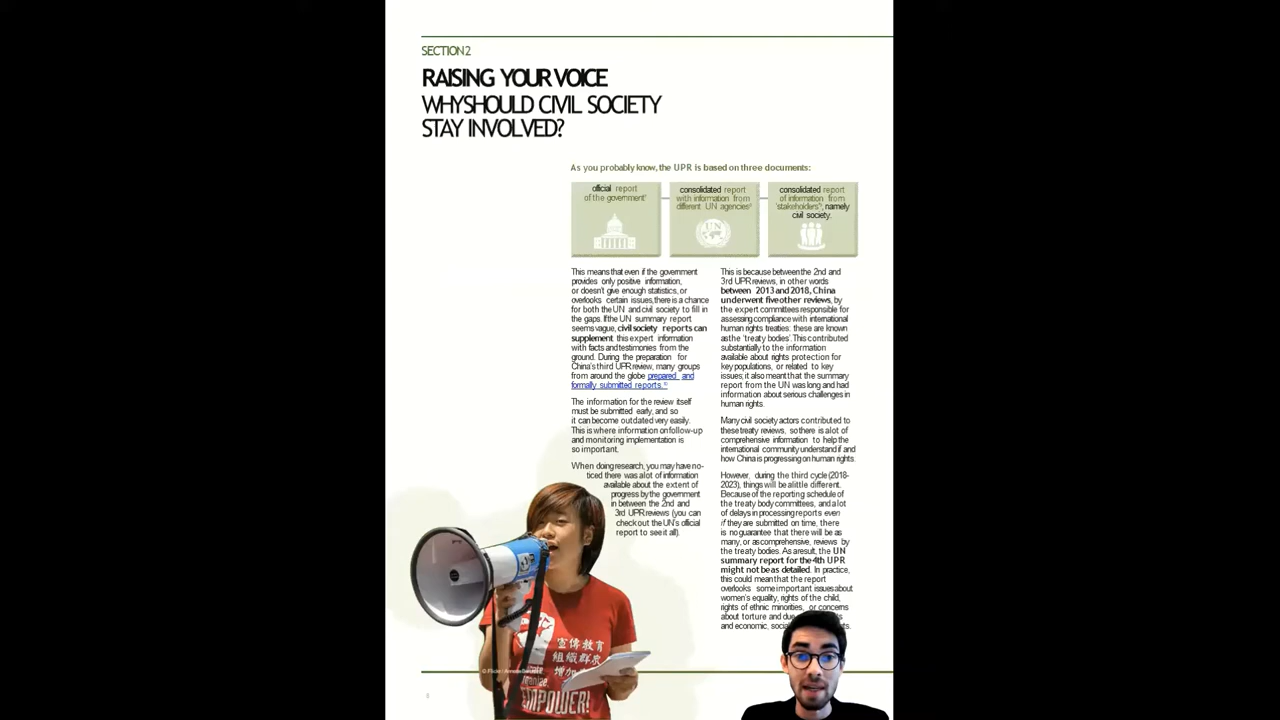 SECTION 2
RAISING YOUR VOICE
WHY SHOULD CIVIL SOCIETY
STAY INVOLVED?
As you probably know, the UPR is based on three documents:
official report
of the government
consolidated report
with information from
different UN agencies
consolidated report
of information from
'stakeholders', namely
civil society.
UN
This means that even if the government
provides only positive information,
or doesn't give enough statistics, or
overlooks certain issues, there is a chance
for both the UN and civil society to fill in
the gaps. If the UN summary report
seems vague, civil society reports can
supplement this expert information
with facts and testimonies from the
ground. During the preparation for
China's third UPR review, many groups
from around the globe prepared and
formally submitted reports.
The information for the review itself
must be submitted early, and so
it can become outdated very easily.
This is where information on follow-up
and monitoring implementation is
so important.
When doing research, you may have no-
ticed there was a lot of information
available about the extent of
progress by the government
in between the 2nd and
3rd UPR reviews (you can
check out the UN's official
report to see it all).
This is because between the 2nd and
3rd UPR reviews, in other words
between 2013 and 2018, China
underwent five other reviews, by
the expert committees responsible for
assessing compliance with international
human rights treaties: these are known
as the 'treaty bodies'. This contributed
substantially to the information
available about rights protection for
key populations, or related to key
issues; it also meant that the summary
report from the UN was long and had
information about serious challenges in
human rights.
Many civil society actors contributed to
these treaty reviews, so there is a lot of
comprehensive information to help the
international community understand if and
how China is progressing on human rights.
However, during the third cycle (2018-
2023), things will be a little different.
Because of the reporting schedule of
the treaty body committees, and a lot
of delays in processing reports even
if they are submitted on time, there
is no guarantee that there will be as
many, or as comprehensive, reviews by
the treaty bodies. As a result, the UN
summary report for the 4th UPR
might not be as detailed. In practice,
this could mean that the report
overlooks some important issues about
women's equality, rights of the child,
rights of ethnic minorities, or concerns
about torture and due
and economic, social
宣傳教育
組織群眾
增加
EMPOWER!
8